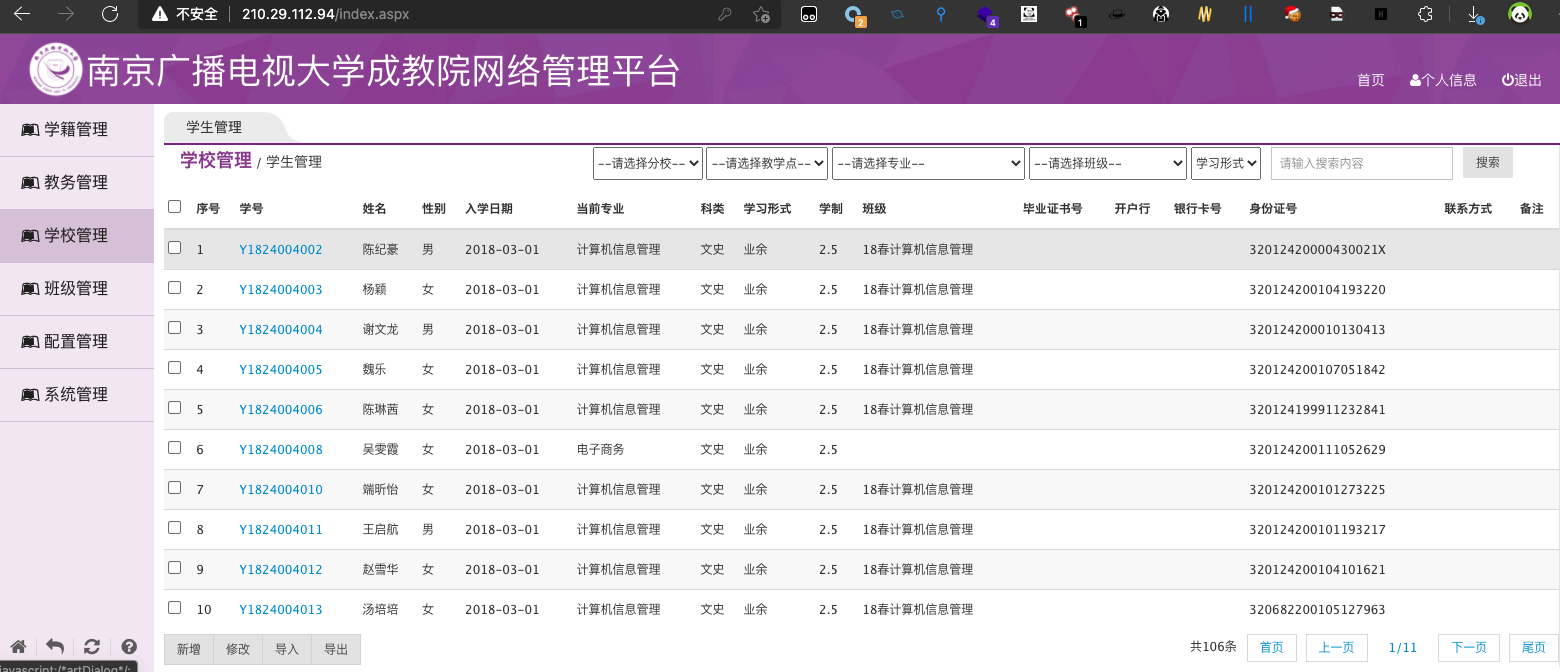 不安全 210.29.112.94/index.aspx
2
4
1
南京广播电视大学成教院网络管理平台
首页 个人信息 退出
学籍管理
教务管理
学校管理
班级管理
配置管理
系统管理
学生管理
学校管理 / 学生管理 --请选择分校-- --请选择教学点-- --请选择专业-- --请选择班级-- 学习形式 请输入搜索内容 搜索
序号 学号 姓名 性别 入学日期 当前专业 科类 学习形式 学制 班级 毕业证书号 开户行 银行卡号 身份证号 联系方式 备注
1 Y1824004002 陈纪豪 男 2018-03-01 计算机信息管理 文史 业余 2.5 18春计算机信息管理 32012420000430021X
2 Y1824004003 杨颖 女 2018-03-01 计算机信息管理 文史 业余 2.5 18春计算机信息管理 320124200104193220
3 Y1824004004 谢文龙 男 2018-03-01 计算机信息管理 文史 业余 2.5 18春计算机信息管理 320124200010130413
4 Y1824004005 魏乐 女 2018-03-01 计算机信息管理 文史 业余 2.5 18春计算机信息管理 320124200107051842
5 Y1824004006 陈琳茜 女 2018-03-01 计算机信息管理 文史 业余 2.5 18春计算机信息管理 320124199911232841
6 Y1824004008 吴雯霞 女 2018-03-01 电子商务 文史 业余 2.5 320124200111052629
7 Y1824004010 端昕怡 女 2018-03-01 计算机信息管理 文史 业余 2.5 18春计算机信息管理 320124200101273225
8 Y1824004011 王启航 男 2018-03-01 计算机信息管理 文史 业余 2.5 18春计算机信息管理 320124200101193217
9 Y1824004012 赵雪华 女 2018-03-01 计算机信息管理 文史 业余 2.5 18春计算机信息管理 320124200104101621
10 Y1824004013 汤培培 女 2018-03-01 计算机信息管理 文史 业余 2.5 18春计算机信息管理 320682200105127963
新增 修改 导入 导出 共106条 首页 上一页 1/11 下一页 尾页
javascript:/*artDialog*/;